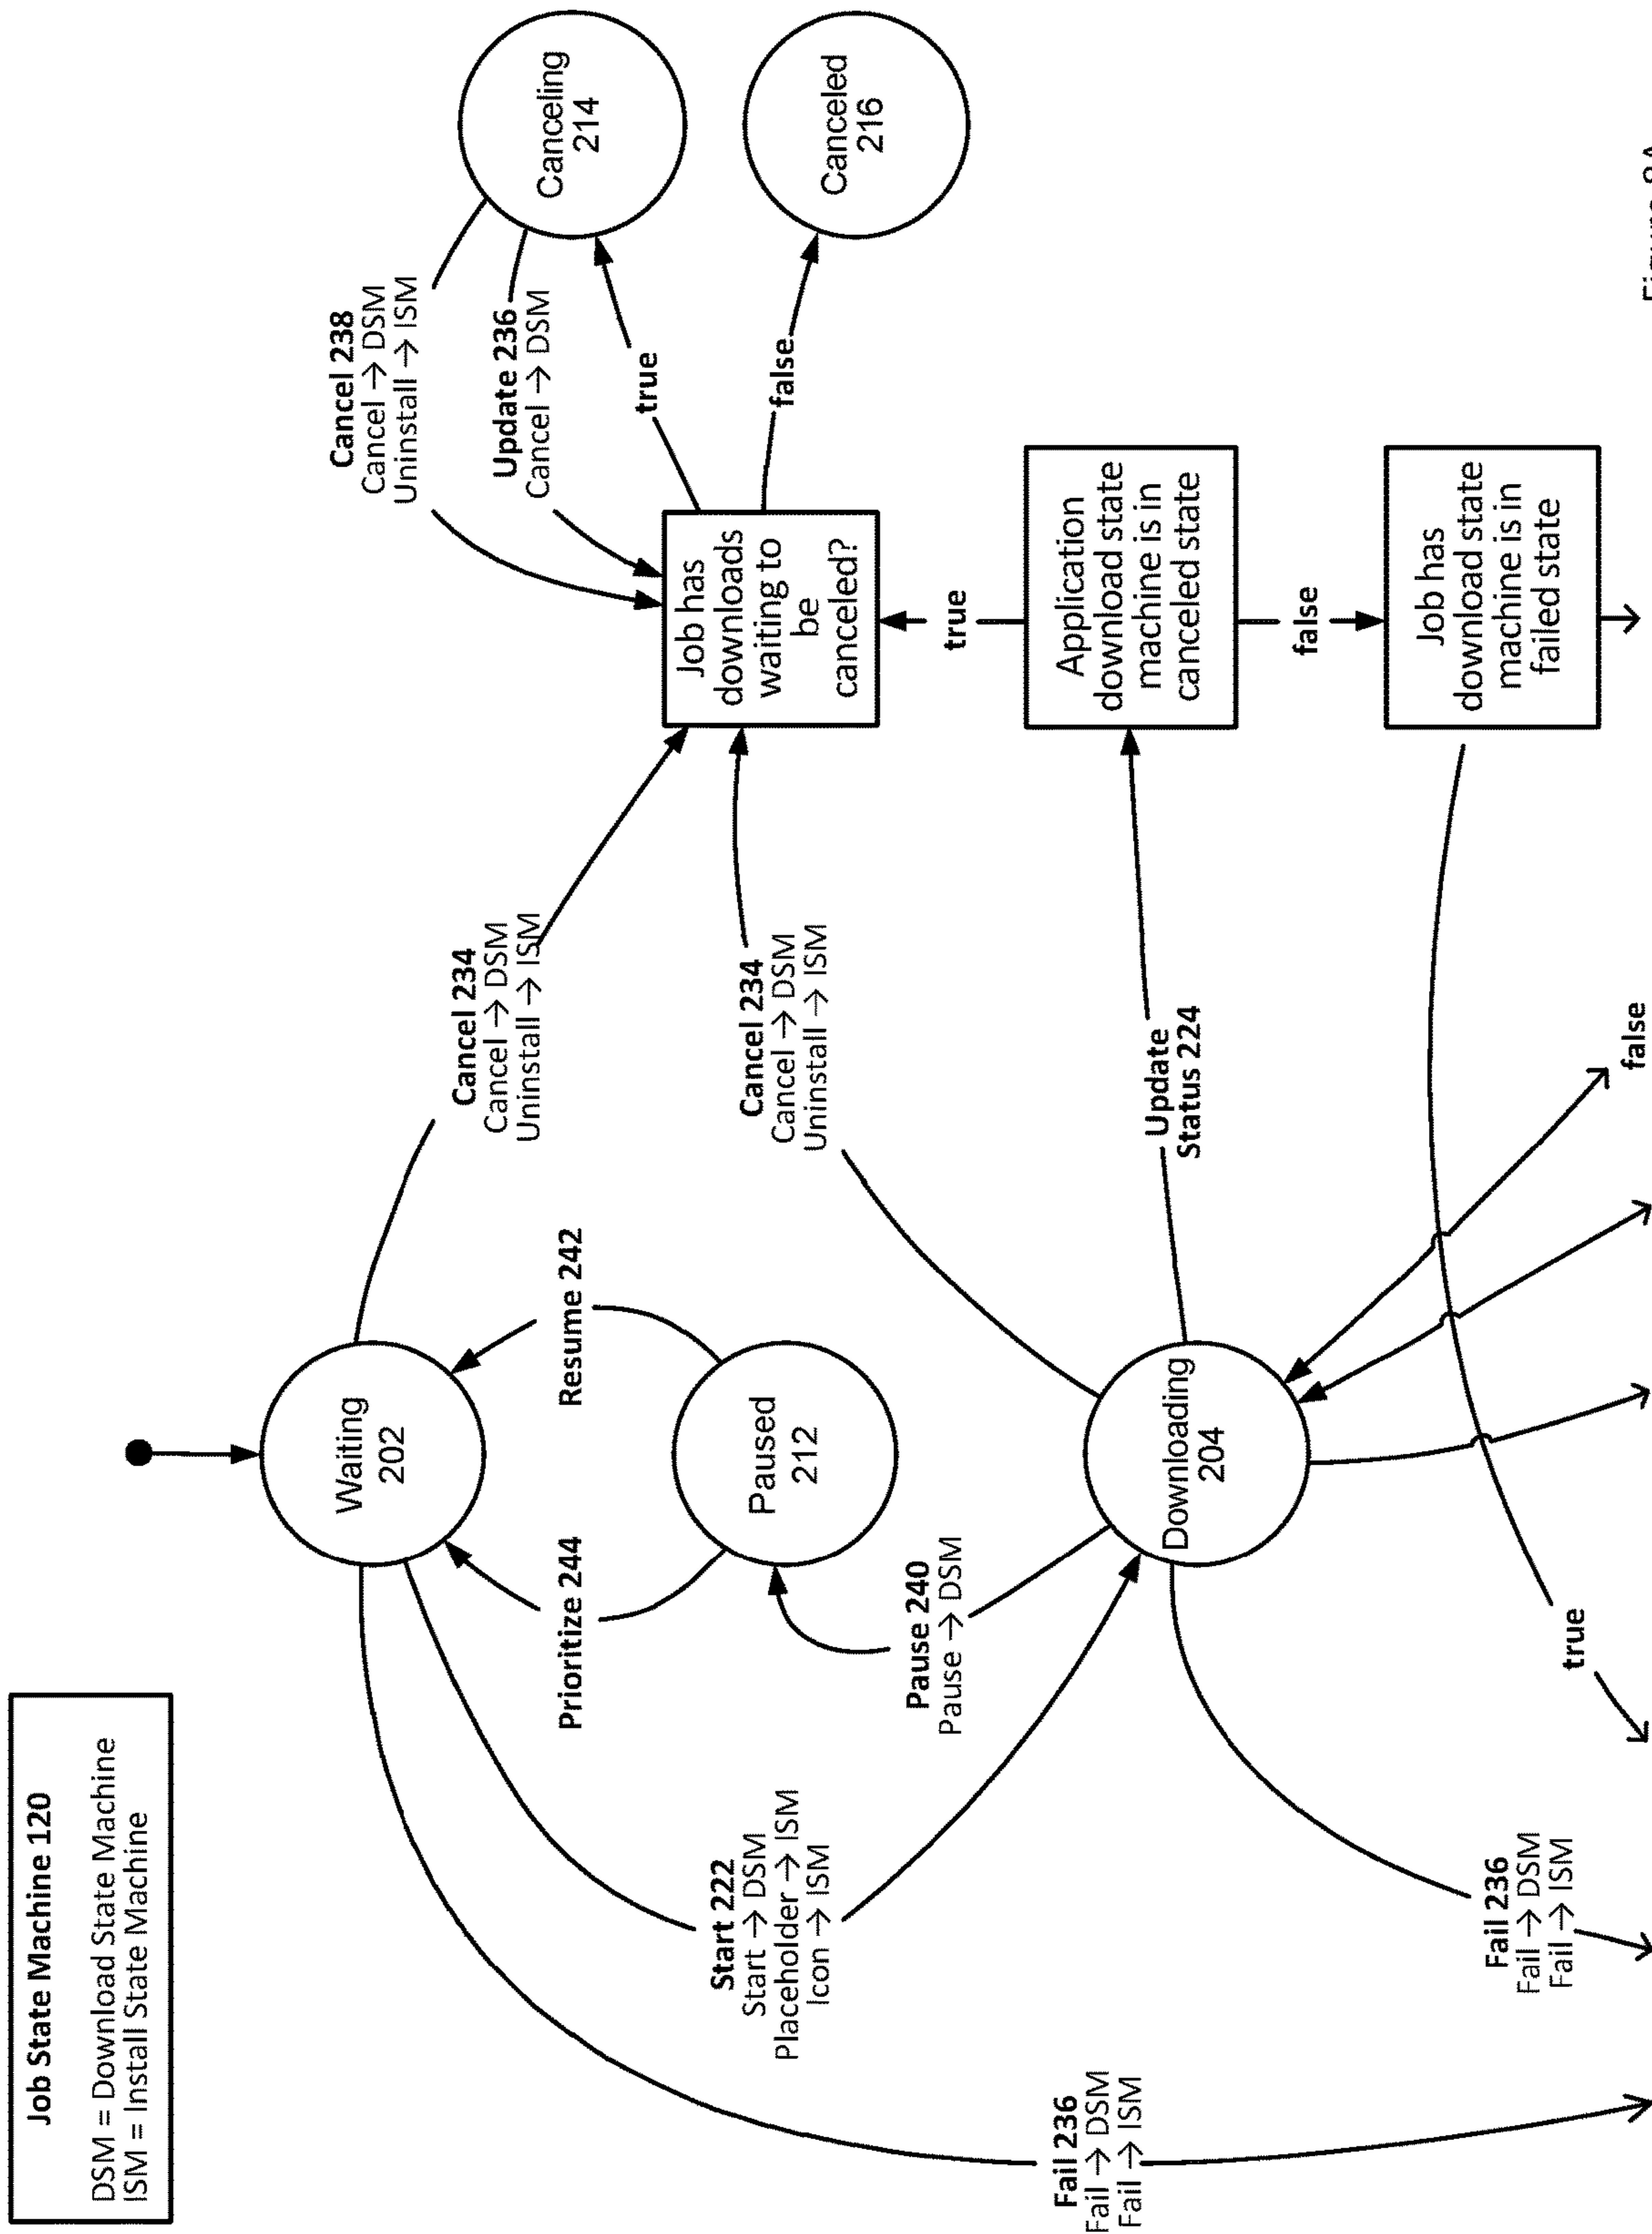 Job State Machine 120
DSM = Download State Machine
ISM = Install State Machine
Waiting
202
Prioritize 244
Resume 242
Paused
212
Start 222
Start → DSM
Placeholder → ISM
Icon → ISM
Pause 240
Pause → DSM
Downloading
204
Fail 236
Fail → DSM
Fail → ISM
Fail 236
Fail → DSM
Fail → ISM
Cancel 234
Cancel → DSM
Uninstall → ISM
Cancel 234
Cancel → DSM
Uninstall → ISM
Update
Status 224
Cancel 238
Cancel → DSM
Uninstall → ISM
Update 236
Cancel → DSM
Canceling
214
Canceled
216
true
false
Job has
downloads
waiting to
be
canceled?
true
Application
download state
machine is in
canceled state
false
Job has
download state
machine is in
failed state
true
false